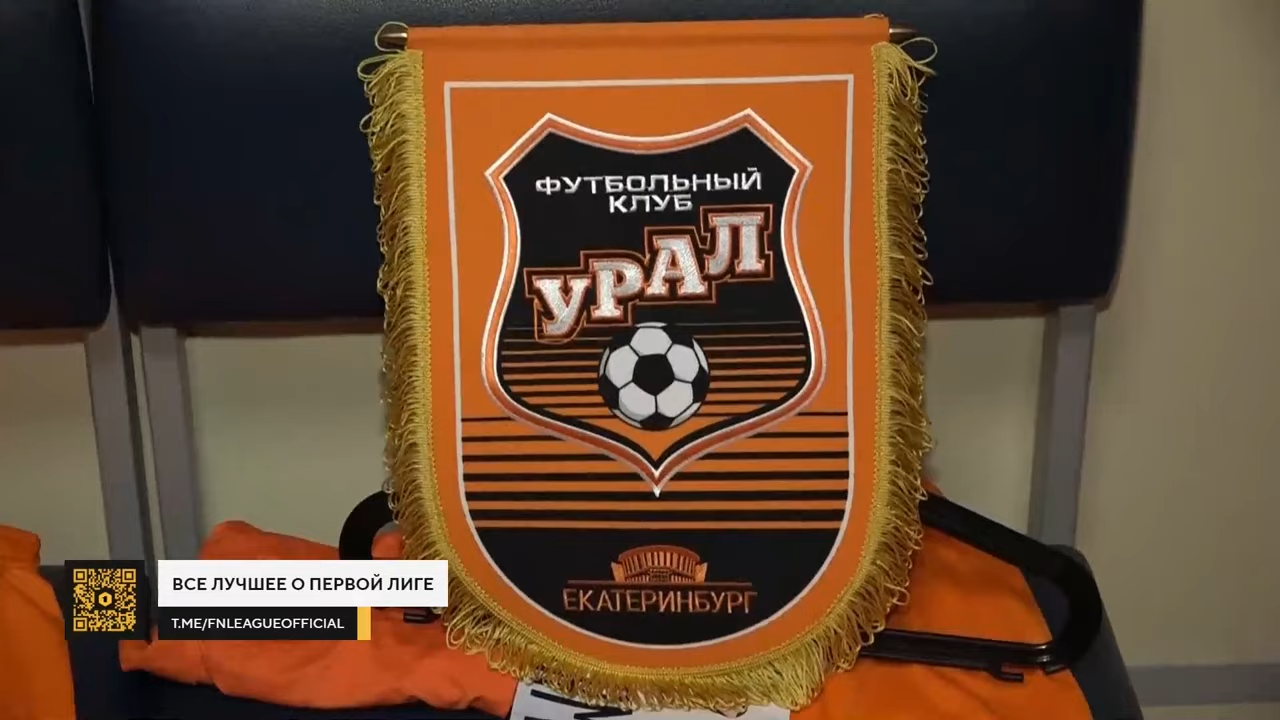 ФУТБОЛЬНЫЙ
КЛУБ
УРАЛ
ЕКАТЕРИНБУРГ
ВСЕ ЛУЧШЕЕ О ПЕРВОЙ ЛИГЕ
T.ME/FNLEAGUEOFFICIAL